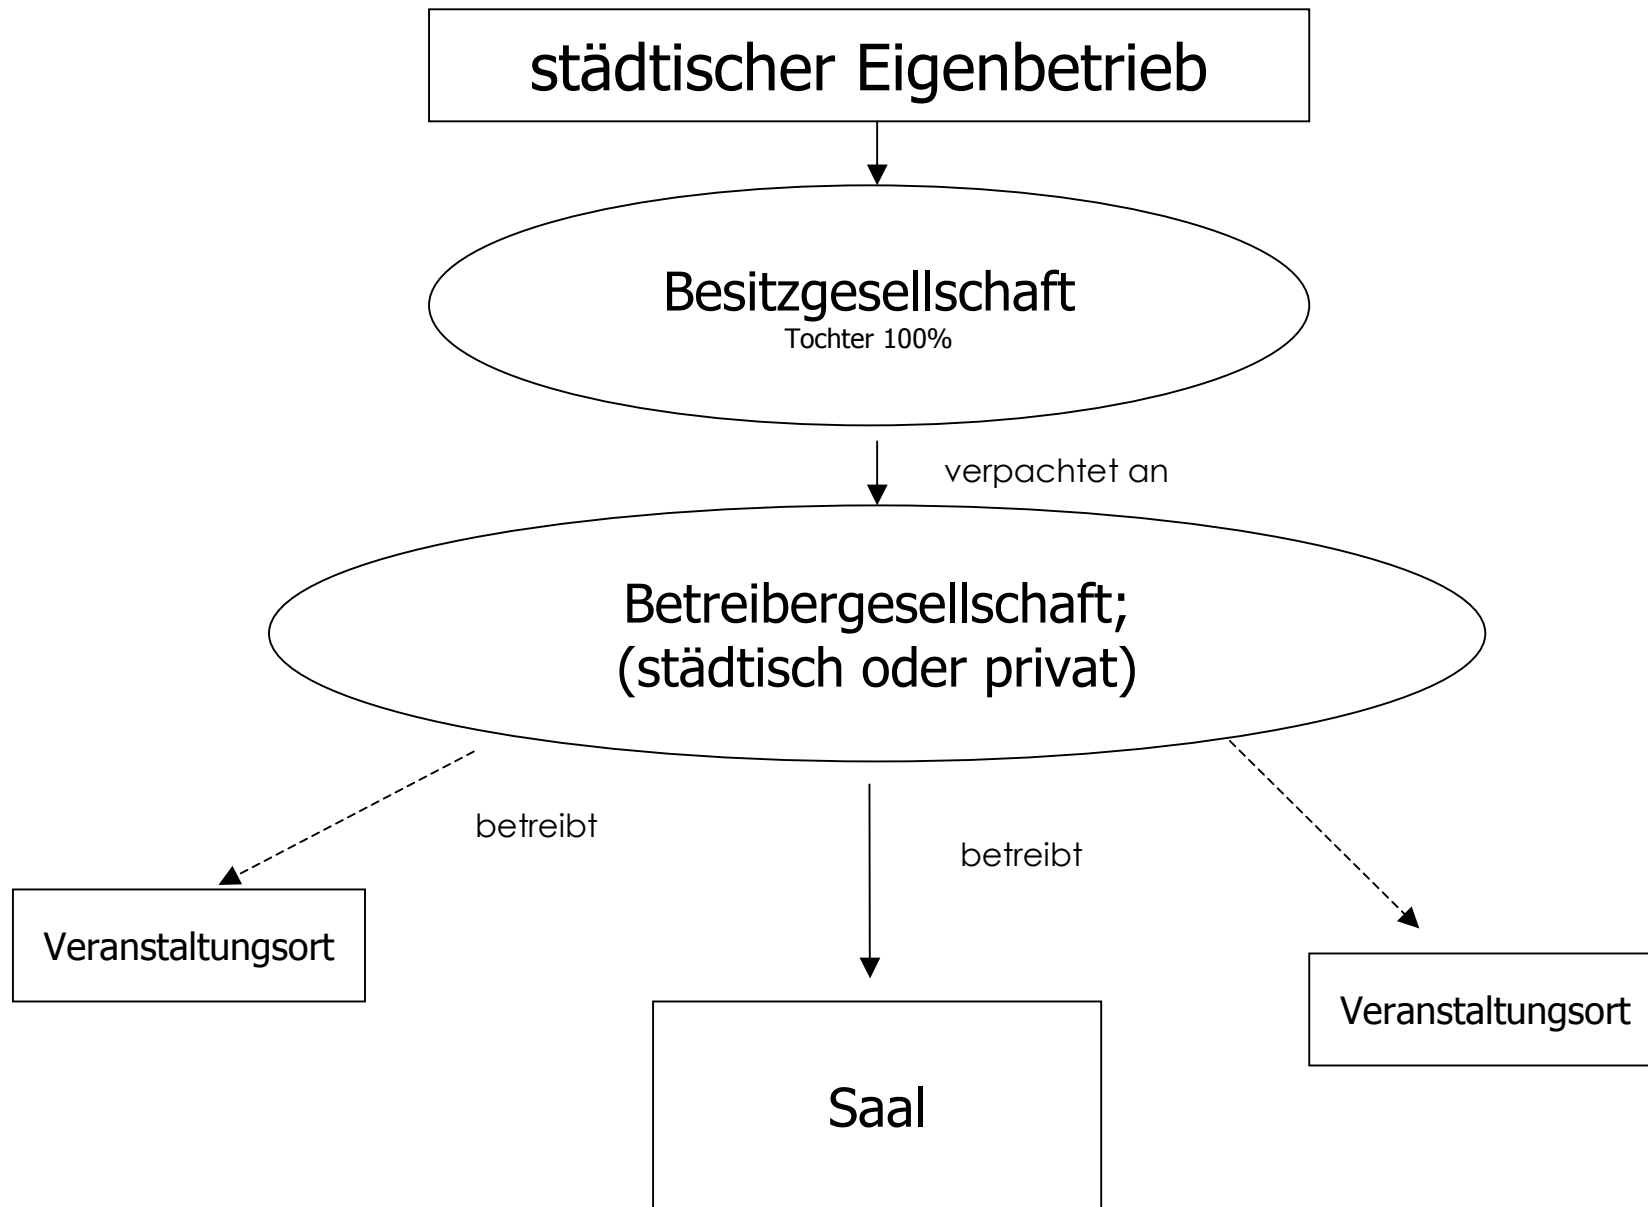 städtischer Eigenbetrieb
Besitzgesellschaft
Tochter 100%
verpachtet an
Betreibergesellschaft;
(städtisch oder privat)
betreibt
betreibt
Veranstaltungsort
Veranstaltungsort
Saal